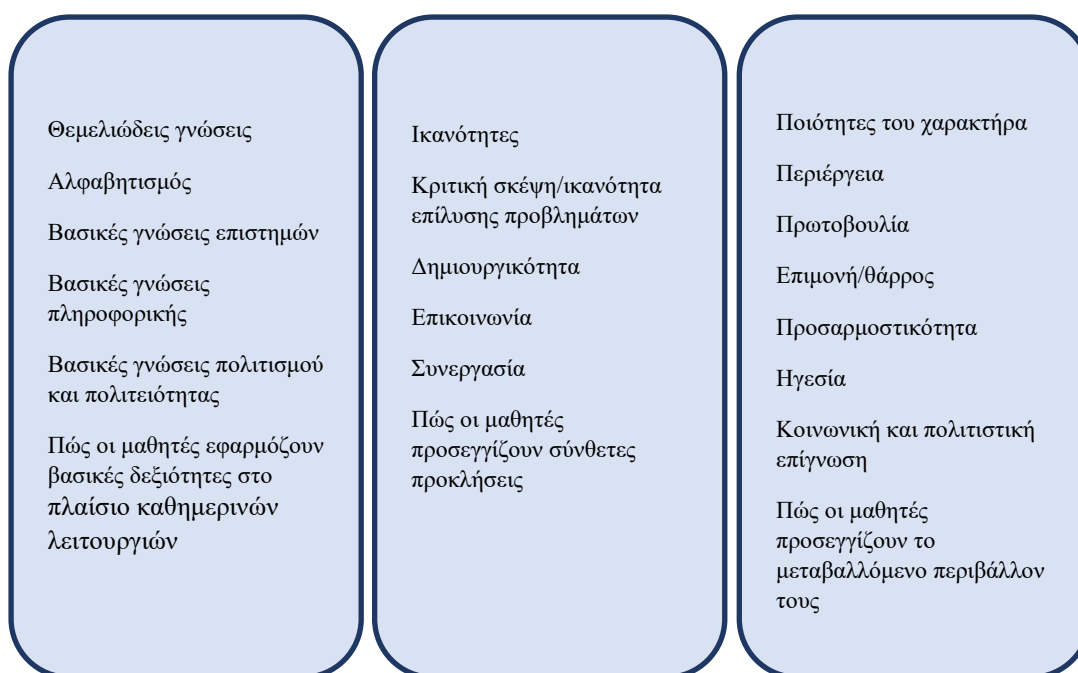 Θεμελιώδεις γνώσεις
Αλφαβητισμός
Βασικές γνώσεις επιστημών
Βασικές γνώσεις
πληροφορικής
Βασικές γνώσεις πολιτισμού
και πολιτειότητας
Πώς οι μαθητές εφαρμόζουν
βασικές δεξιότητες στο
πλαίσιο καθημερινών
λειτουργιών
Ικανότητες
Κριτική σκέψη/ικανότητα
επίλυσης προβλημάτων
Δημιουργικότητα
Επικοινωνία
Συνεργασία
Πώς οι μαθητές
προσεγγίζουν σύνθετες
προκλήσεις
Ποιότητες του χαρακτήρα
Περιέργεια
Πρωτοβουλία
Επιμονή/θάρρος
Προσαρμοστικότητα
Ηγεσία
Κοινωνική και πολιτιστική
επίγνωση
Πώς οι μαθητές
προσεγγίζουν το
μεταβαλλόμενο περιβάλλον
τους